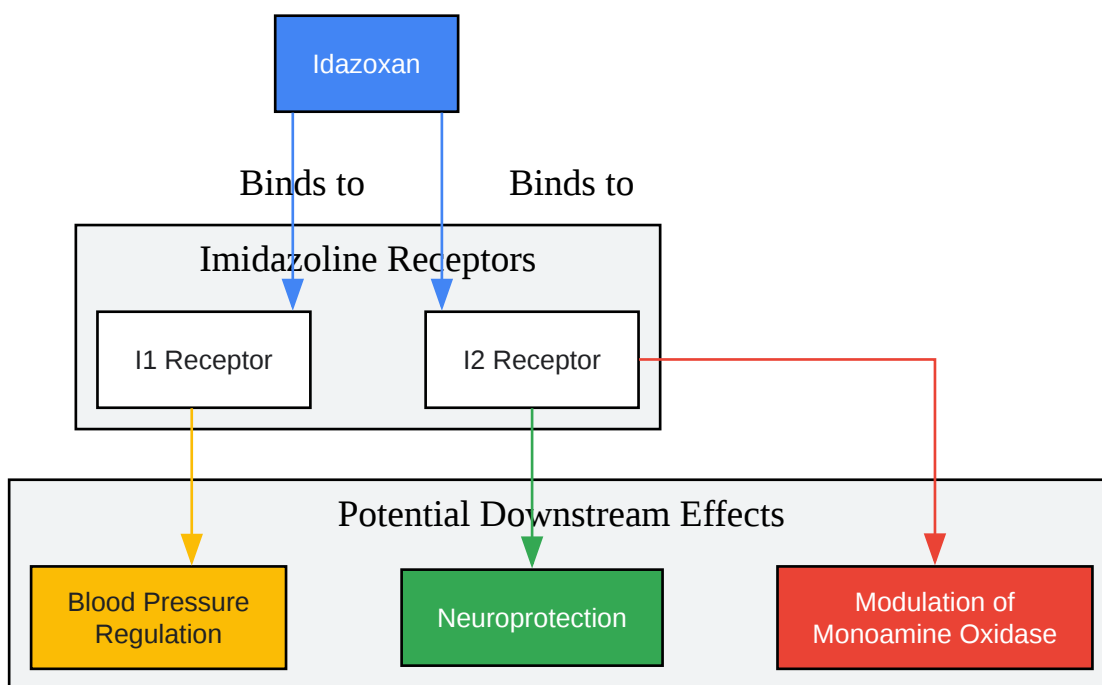 Idazoxan
Binds to
Binds to
Imidazoline Receptors
I1 Receptor
I2 Receptor
Potential Downstream Effects
Blood Pressure
Regulation
Neuroprotection
Modulation of
Monoamine Oxidase